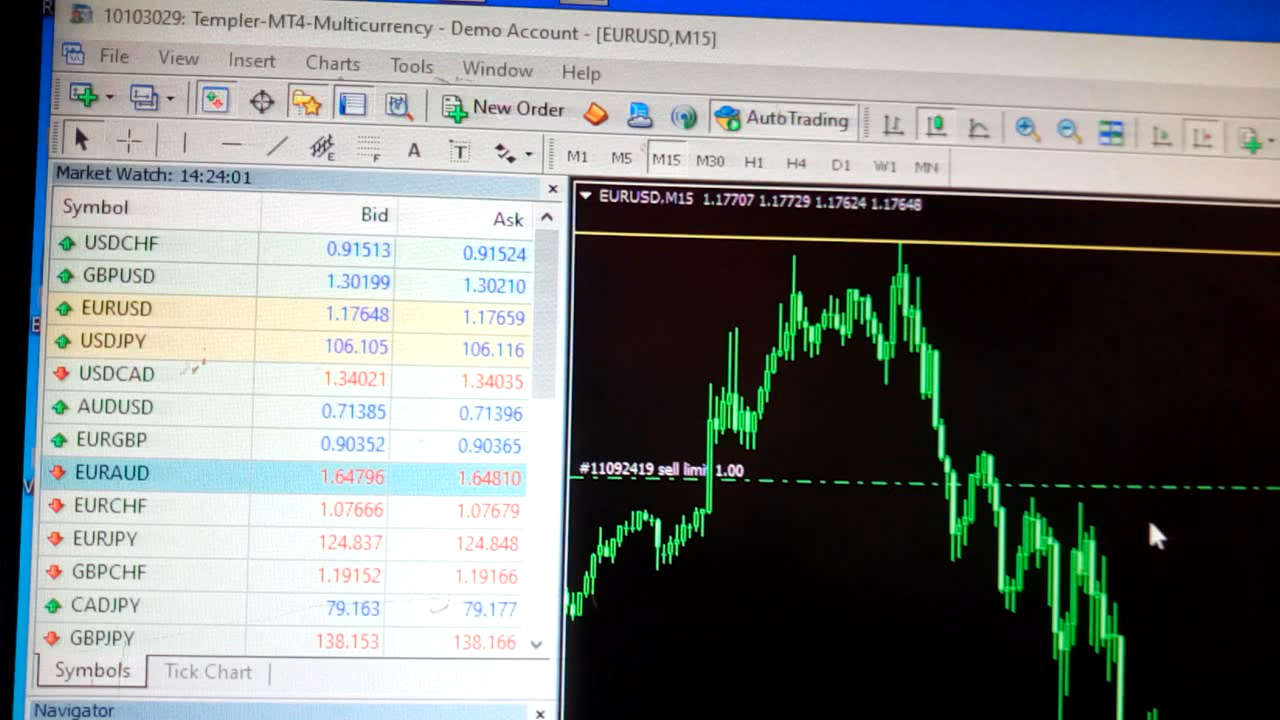 10103029: Templer-MT4-Multicurrency - Demo Account - [EURUSD,M15]
File View Insert Charts Tools Window Help
New Order AutoTrading
E F A T M1 M5 M15 M30 H1 H4 D1 W1 MN
Market Watch: 14:24:01
Symbol Bid Ask
EURUSD,M15 1.17707 1.17729 1.17624 1.17648
USDCHF 0.91513 0.91524
GBPUSD 1.30199 1.30210
EURUSD 1.17648 1.17659
USDJPY 106.105 106.116
USDCAD 1.34021 1.34035
AUDUSD 0.71385 0.71396
EURGBP 0.90352 0.90365
EURAUD 1.64796 1.64810
#11092419 sell limit 1.00
EURCHF 1.07666 1.07679
EURJPY 124.837 124.848
GBPCHF 1.19152 1.19166
CADJPY 79.163 79.177
GBPJPY 138.153 138.166
Symbols Tick Chart
Navigator